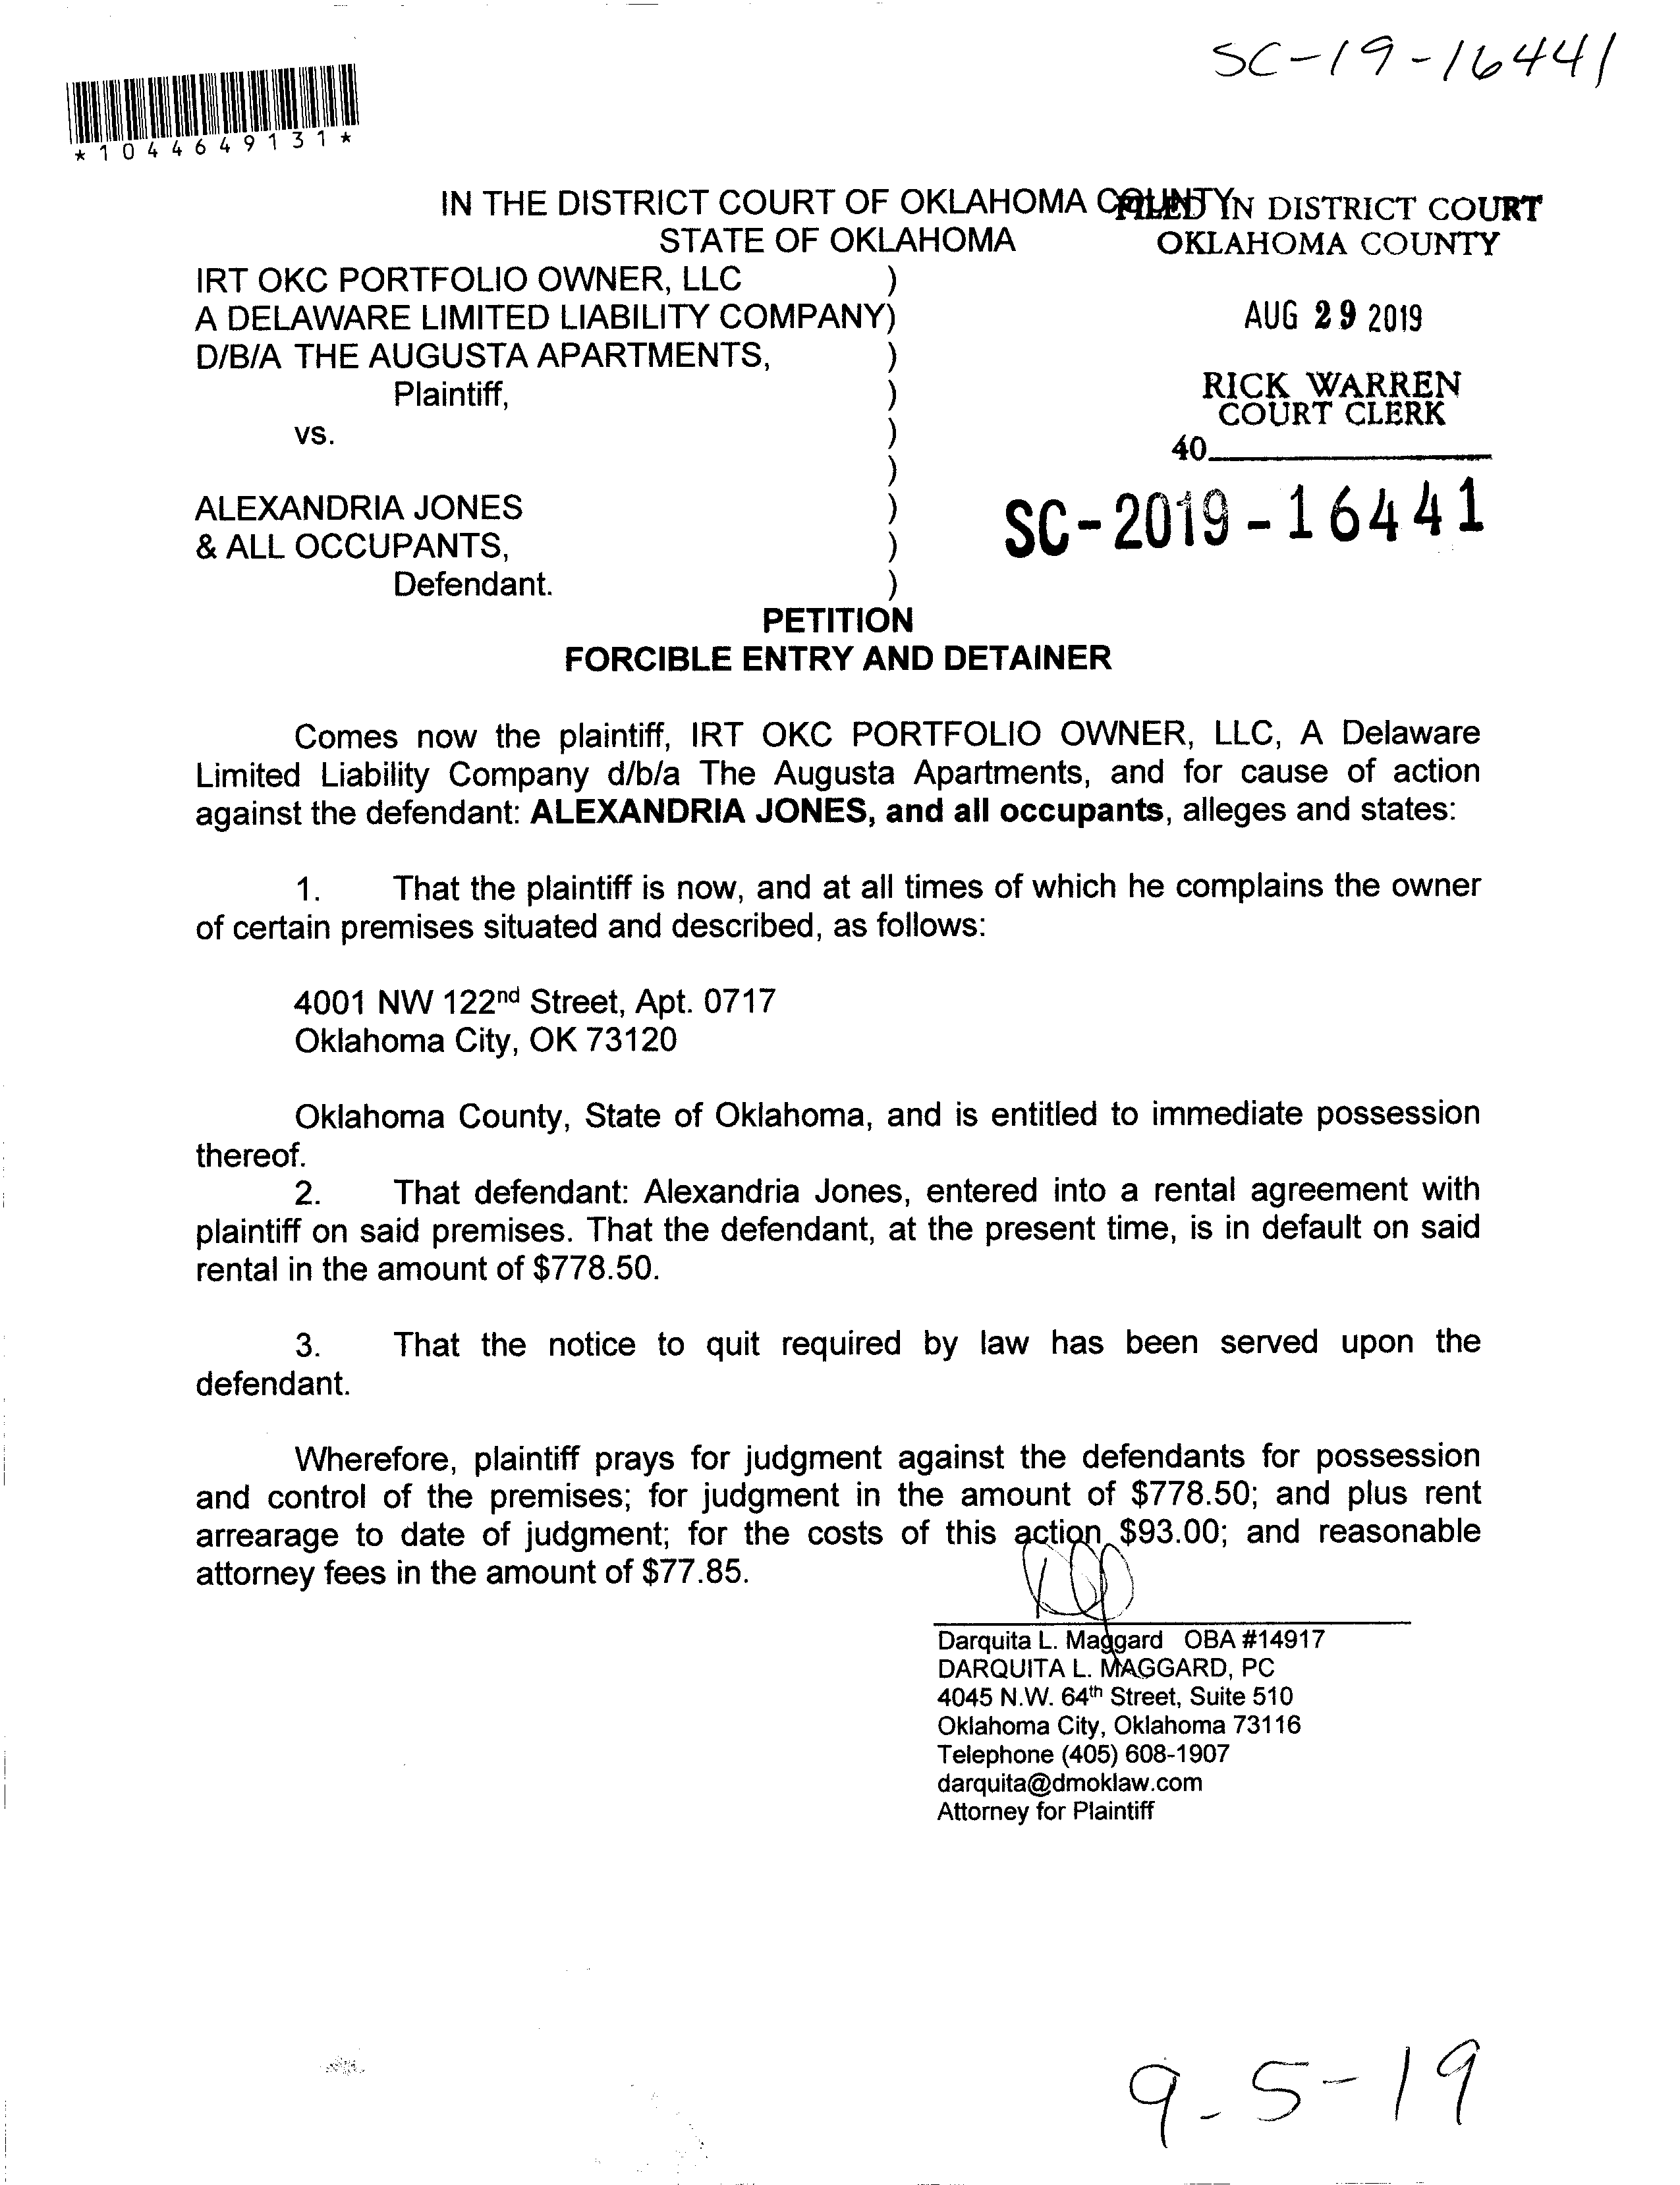 SC-19-16441
*1044649131*
IN THE DISTRICT COURT OF OKLAHOMA COUNTY
FILED IN DISTRICT COURT
STATE OF OKLAHOMA
OKLAHOMA COUNTY
IRT OKC PORTFOLIO OWNER, LLC )
A DELAWARE LIMITED LIABILITY COMPANY)
AUG 29 2019
D/B/A THE AUGUSTA APARTMENTS, )
Plaintiff, )
RICK WARREN
COURT CLERK
vs. )
40
)
ALEXANDRIA JONES )
SC-2019-16441
& ALL OCCUPANTS, )
Defendant. )
PETITION
FORCIBLE ENTRY AND DETAINER
Comes now the plaintiff, IRT OKC PORTFOLIO OWNER, LLC, A Delaware
Limited Liability Company d/b/a The Augusta Apartments, and for cause of action
against the defendant: ALEXANDRIA JONES, and all occupants, alleges and states:
1. That the plaintiff is now, and at all times of which he complains the owner
of certain premises situated and described, as follows:
4001 NW 122nd Street, Apt. 0717
Oklahoma City, OK 73120
Oklahoma County, State of Oklahoma, and is entitled to immediate possession
thereof.
2. That defendant: Alexandria Jones, entered into a rental agreement with
plaintiff on said premises. That the defendant, at the present time, is in default on said
rental in the amount of $778.50.
3. That the notice to quit required by law has been served upon the
defendant.
Wherefore, plaintiff prays for judgment against the defendants for possession
and control of the premises; for judgment in the amount of $778.50; and plus rent
arrearage to date of judgment; for the costs of this action $93.00; and reasonable
attorney fees in the amount of $77.85.
Darquita L. Maggard OBA #14917
DARQUITA L. MAGGARD, PC
4045 N.W. 64th Street, Suite 510
Oklahoma City, Oklahoma 73116
Telephone (405) 608-1907
darquita@dmoklaw.com
Attorney for Plaintiff
9-5-19